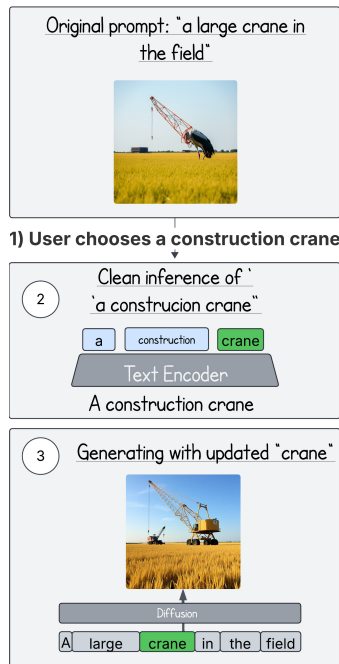 Original prompt: "a large crane in
the field"
1) User chooses a construction crane
2
Clean inference of '
'a construcion crane"
a construction crane
Text Encoder
A construction crane
3
Generating with updated "crane"
Diffusion
A large crane in the field